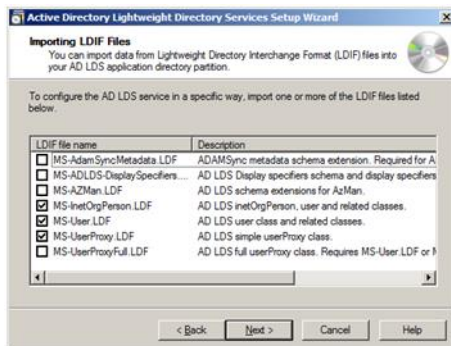 Active Directory Lightweight Directory Services Setup Wizard
Importing LDIF Files
You can import data from Lightweight Directory Interchange Format (LDIF) files into
your AD LDS application directory partition.
To configure the AD LDS service in a specific way, import one or more of the LDIF files listed
below.
LDIF file name Description
MS-AdamSyncMetadata.LDF ADAMSync metadata schema extension. Required for A
MS-ADLDS-DisplaySpecifiers.... AD LDS Display specifiers schema and display specifiers
MS-AZMan.LDF AD LDS schema extensions for AzMan.
MS-InetOrgPerson.LDF AD LDS inetOrgPerson, user and related classes.
MS-User.LDF AD LDS user class and related classes.
MS-UserProxy.LDF AD LDS simple userProxy class.
MS-UserProxyFull.LDF AD LDS full userProxy class. Requires MS-User.LDF or M
< Back Next > Cancel Help